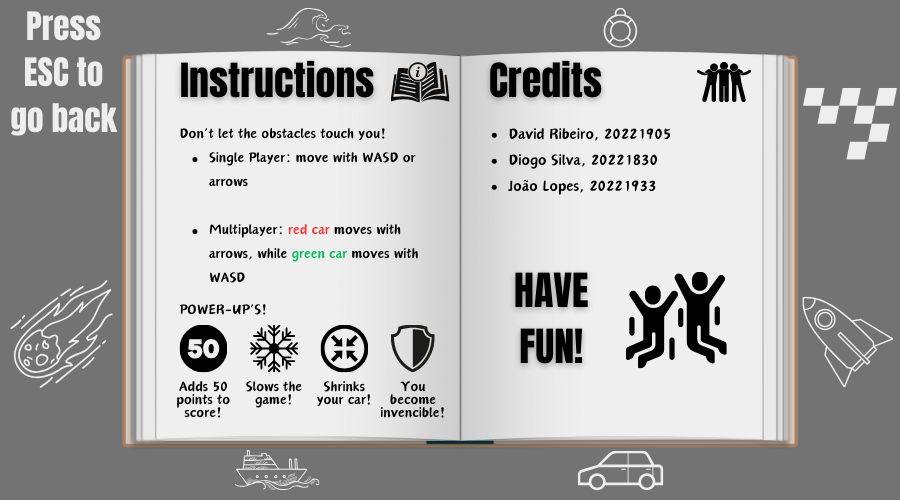 Press
ESC to
go back
Instructions
Don't let the obstacles touch you!
• Single Player: move with WASD or
arrows
• Multiplayer: red car moves with
arrows, while green car moves with
WASD
POWER-UP'S!
50
Adds 50
points to
score!
Slows the
game!
Shrinks
your car!
You
become
invencible!
i
Credits
• David Ribeiro, 20221905
• Diogo Silva, 20221830
• João Lopes, 20221933
HAVE
FUN!